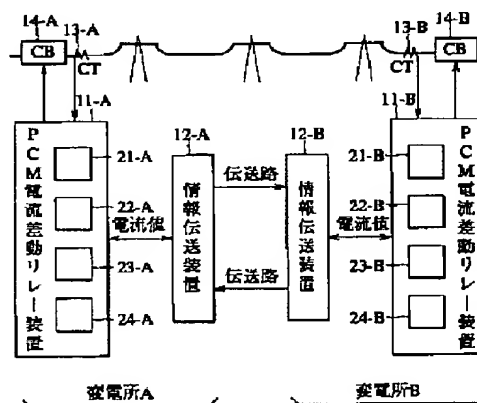 14-A
13-A
CB
CT
11-A
PCM電流差動リレー装置
21-A
22-A
23-A
24-A
電流値
12-A
情報伝送装置
伝送路
伝送路
12-B
情報伝送装置
電流値
13-B
14-B
CB
CT
11-B
21-B
22-B
23-B
24-B
PCM電流差動リレー装置
変電所A
変電所B